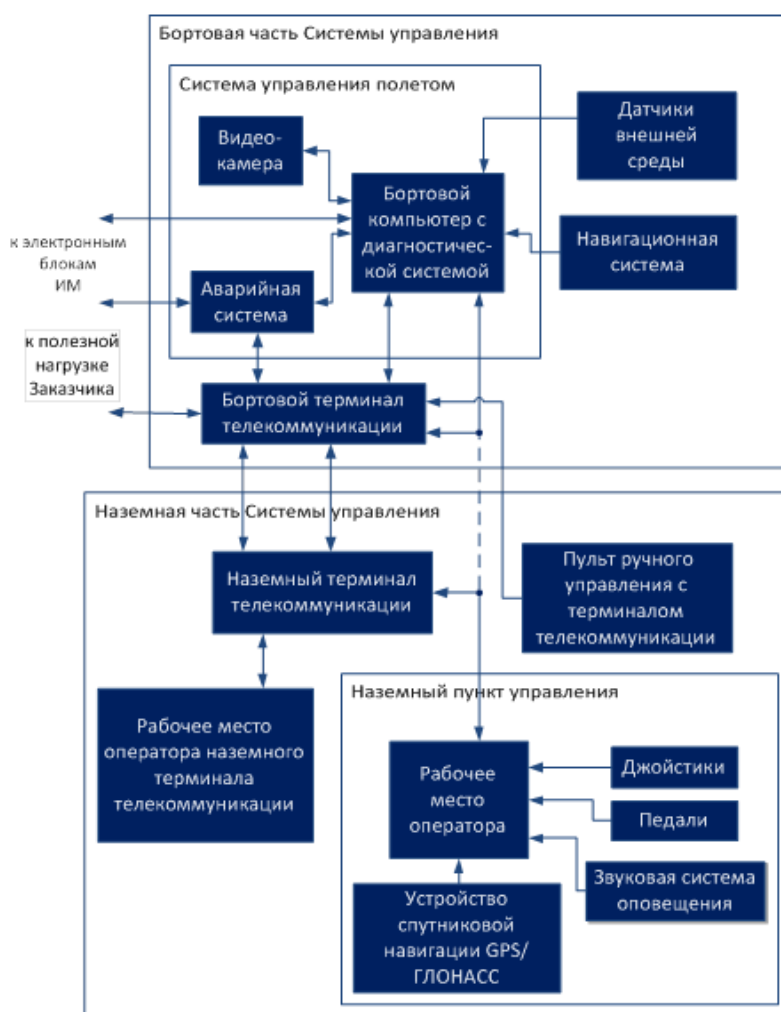 Бортовая часть Системы управления
Система управления полетом
Видео-
камера
Датчики
внешней
среды
Бортовой
компьютер с
диагностичес-
кой системой
к электронным
блокам
ИМ
Навигационная
система
Аварийная
система
к полезной
нагрузке
Заказчика
Бортовой терминал
телекоммуникации
Наземная часть Системы управления
Наземный терминал
телекоммуникации
Пульт ручного
управления с
терминалом
телекоммуникации
Наземный пункт управления
Рабочее место
оператора наземного
терминала
телекоммуникации
Рабочее
место
оператора
Джойстики
Педали
Звуковая система
оповещения
Устройство
спутниковой
навигации GPS/
ГЛОНАСС